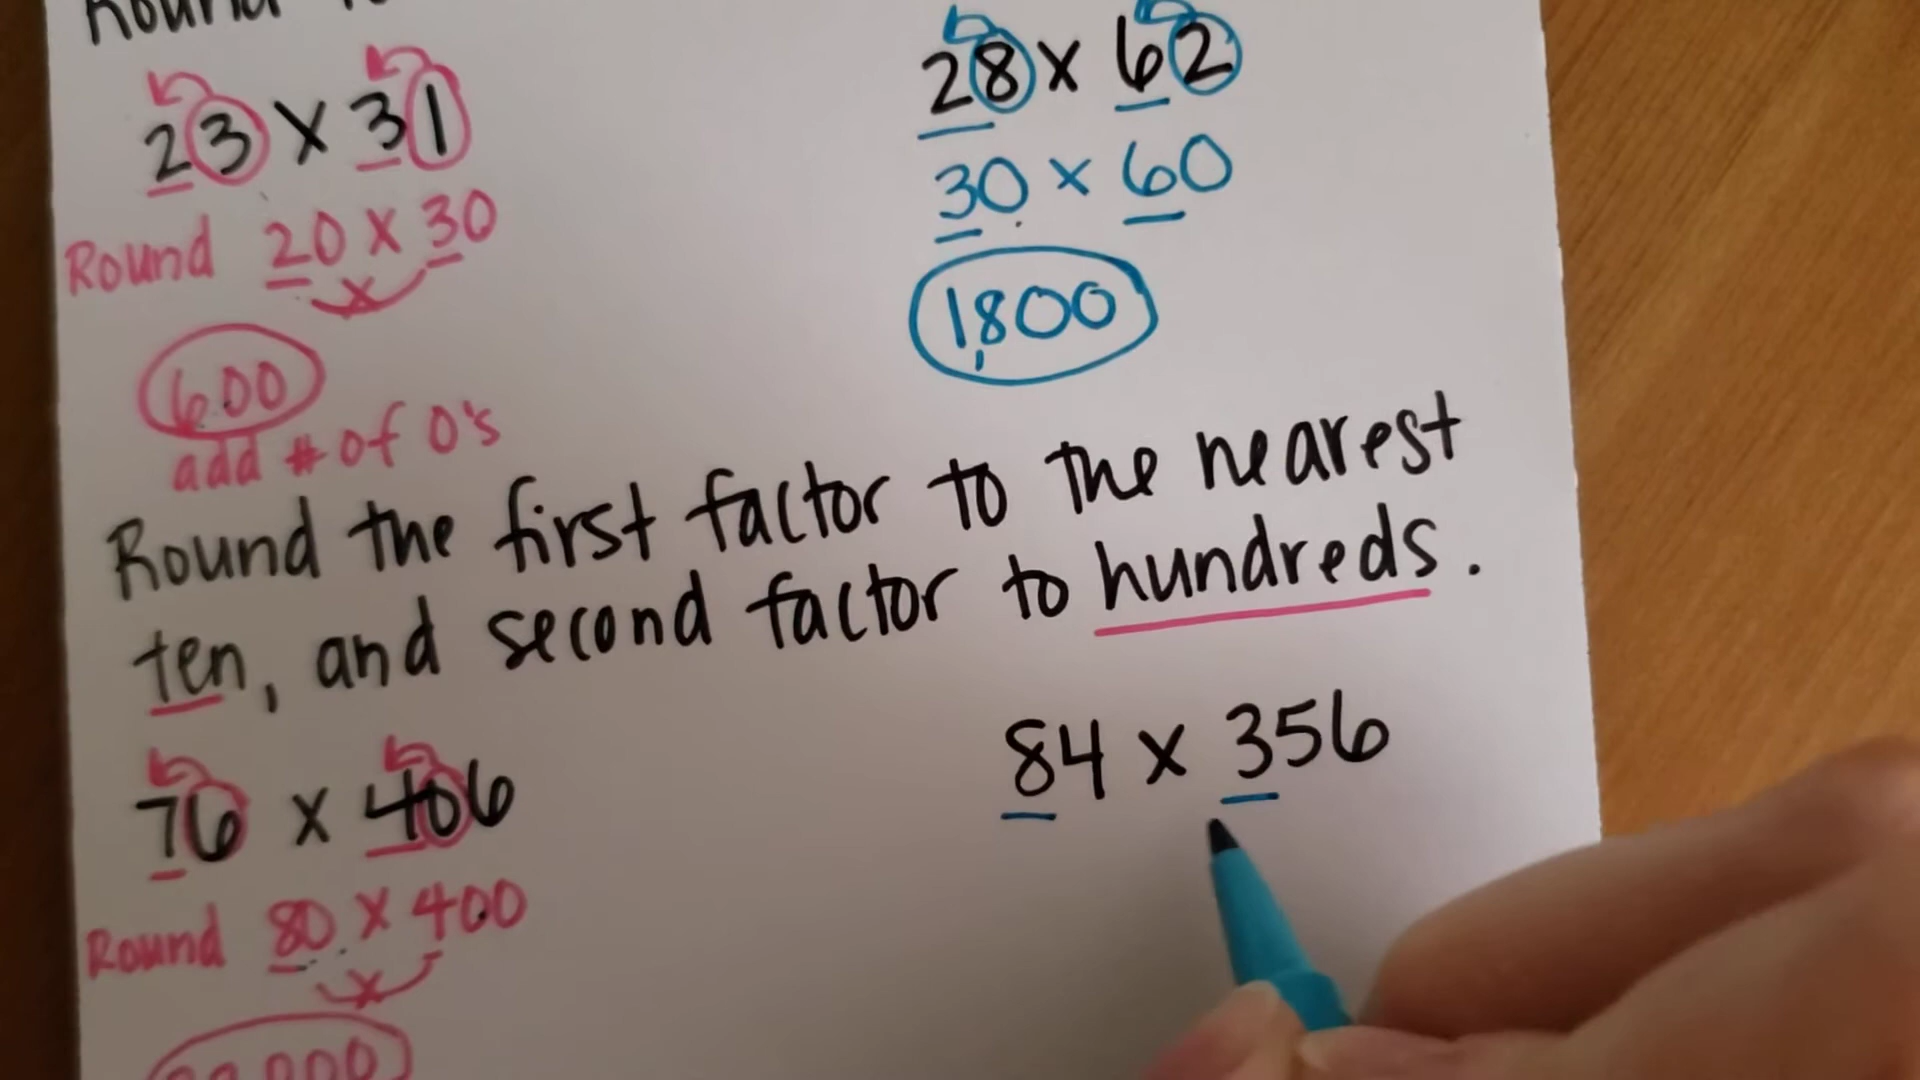 Round
23 X 31
Round 20 X 30
X
600
add # of 0's
28 X 62
30 x 60
1,800
Round the first factor to the nearest
ten, and second factor to hundreds.
76 x 406
Round 80 X 400
X
84 x 356